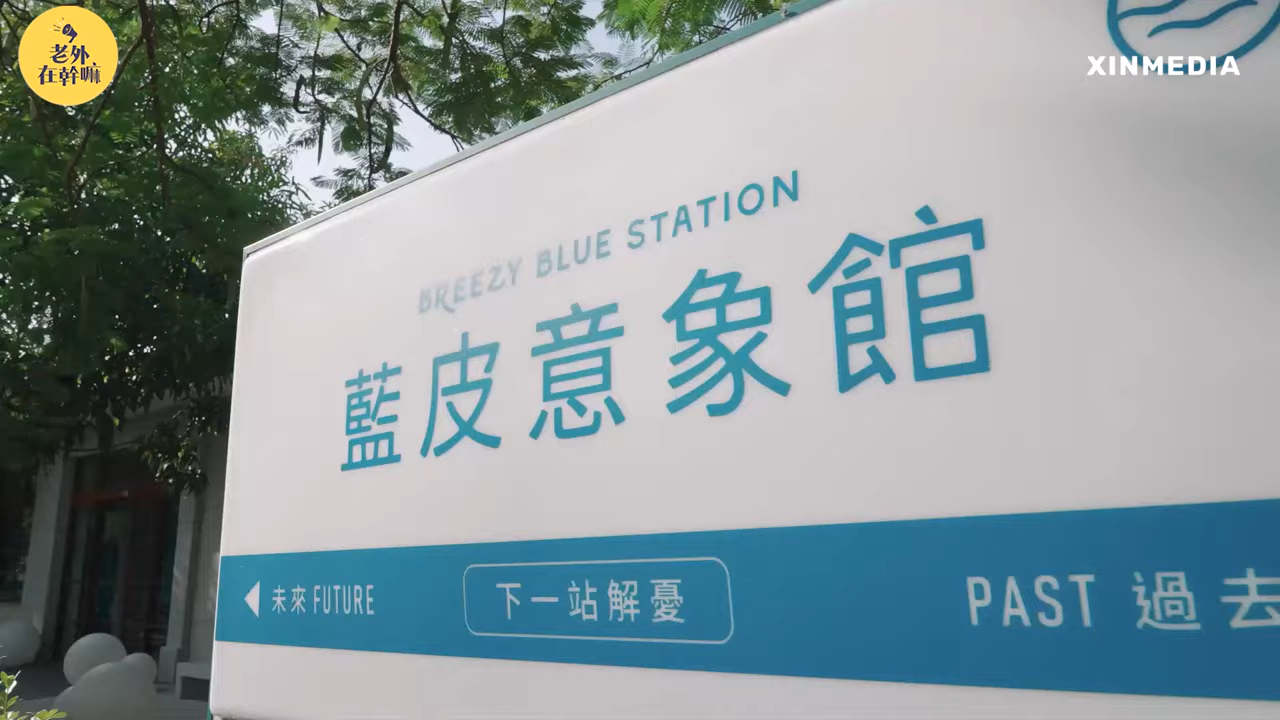 老外
在幹嘛
XINMEDIA
BREEZY BLUE STATION
藍皮意象館
未來 FUTURE
下一站解憂
PAST 過去